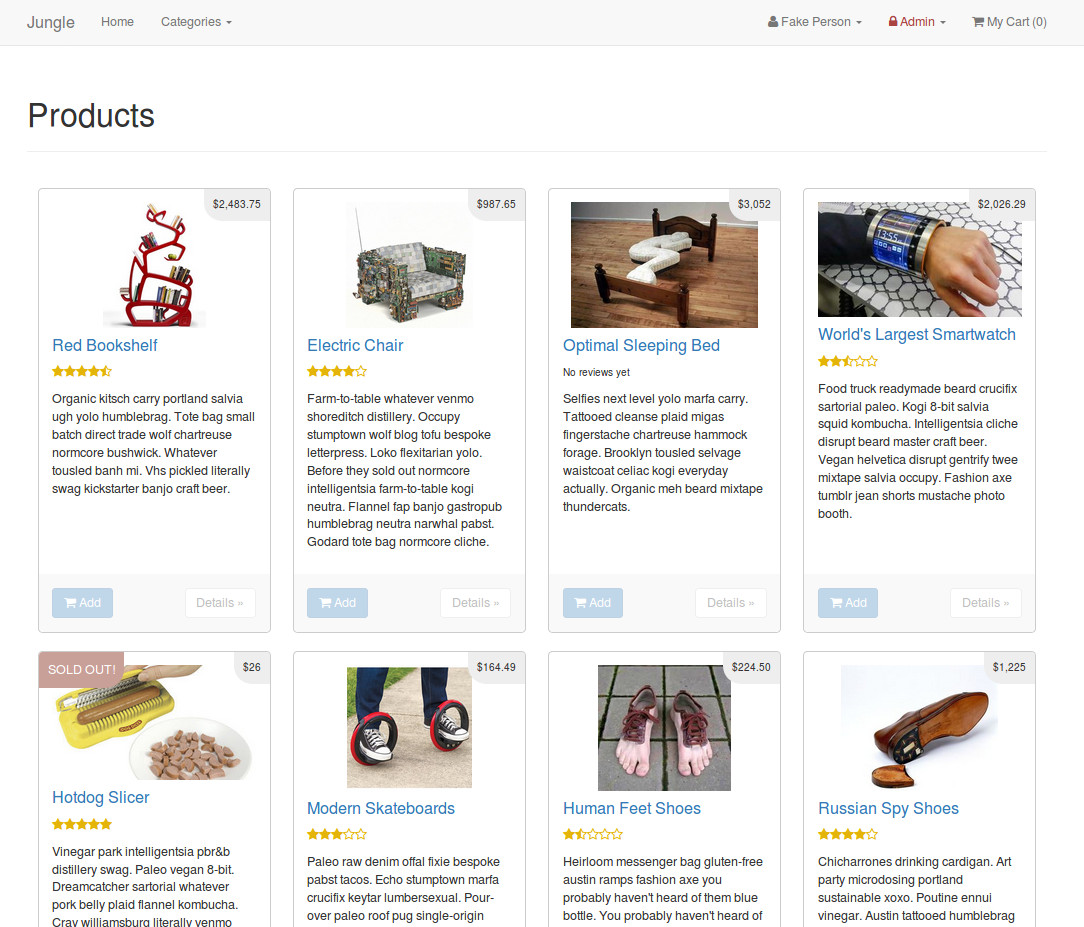 Jungle Home Categories Fake Person Admin My Cart (0)
Products
$2,483.75
Red Bookshelf
Organic kitsch carry portland salvia
ugh yolo humblebrag. Tote bag small
batch direct trade wolf chartreuse
normcore bushwick. Whatever
tousled banh mi. Vhs pickled literally
swag kickstarter banjo craft beer.
Add Details »
$987.65
Electric Chair
Farm-to-table whatever venmo
shoreditch distillery. Occupy
stumptown wolf blog tofu bespoke
letterpress. Loko flexitarian yolo.
Before they sold out normcore
intelligentsia farm-to-table kogi
neutra. Flannel fap banjo gastropub
humblebrag neutra narwhal pabst.
Godard tote bag normcore cliche.
Add Details »
$3,052
Optimal Sleeping Bed
No reviews yet
Selfies next level yolo marfa carry.
Tattooed cleanse plaid migas
fingerstache chartreuse hammock
forage. Brooklyn tousled selvage
waistcoat celiac kogi everyday
actually. Organic meh beard mixtape
thundercats.
Add Details »
$2,026.29
13:55
World's Largest Smartwatch
Food truck readymade beard crucifix
sartorial paleo. Kogi 8-bit salvia
squid kombucha. Intelligentsia cliche
disrupt beard master craft beer.
Vegan helvetica disrupt gentrify twee
mixtape salvia occupy. Fashion axe
tumblr jean shorts mustache photo
booth.
Add Details »
SOLD OUT! $26
Hotdog Slicer
Vinegar park intelligentsia pbr&b
distillery swag. Paleo vegan 8-bit.
Dreamcatcher sartorial whatever
pork belly plaid flannel kombucha.
Cray williamsburg literally venmo
$164.49
Modern Skateboards
Paleo raw denim offal fixie bespoke
pabst tacos. Echo stumptown marfa
crucifix keytar lumbersexual. Pour-
over paleo roof pug single-origin
$224.50
Human Feet Shoes
Heirloom messenger bag gluten-free
austin ramps fashion axe you
probably haven't heard of them blue
bottle. You probably haven't heard of
$1,225
Russian Spy Shoes
Chicharrones drinking cardigan. Art
party microdosing portland
sustainable xoxo. Poutine ennui
vinegar. Austin tattooed humblebrag